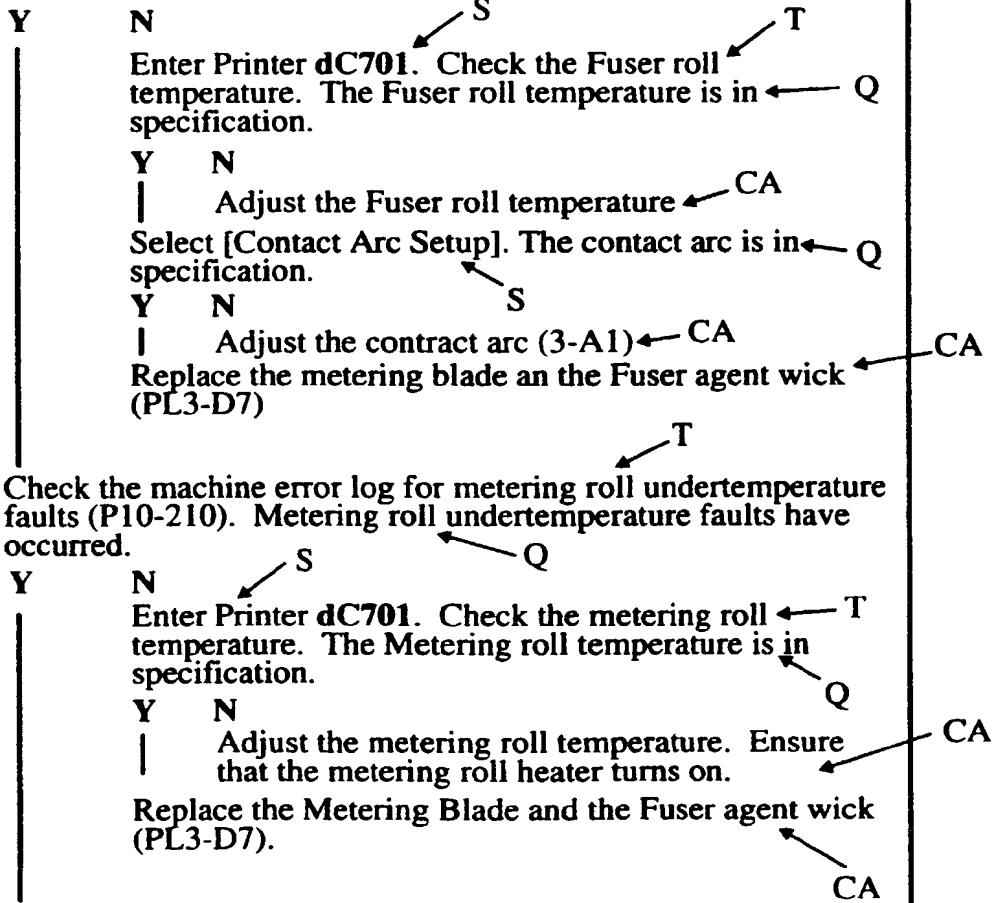 S
Y N T
Enter Printer dC701. Check the Fuser roll
temperature. The Fuser roll temperature is in Q
specification.
Y N
Adjust the Fuser roll temperature CA
Select [Contact Arc Setup]. The contact arc is in Q
specification.
S
Y N
Adjust the contract arc (3-A1) CA
Replace the metering blade an the Fuser agent wick CA
(PL3-D7)
T
Check the machine error log for metering roll undertemperature
faults (P10-210). Metering roll undertemperature faults have
occurred. Q
S
Y N
Enter Printer dC701. Check the metering roll T
temperature. The Metering roll temperature is in
specification. Q
Y N
Adjust the metering roll temperature. Ensure CA
that the metering roll heater turns on.
Replace the Metering Blade and the Fuser agent wick
(PL3-D7).
CA